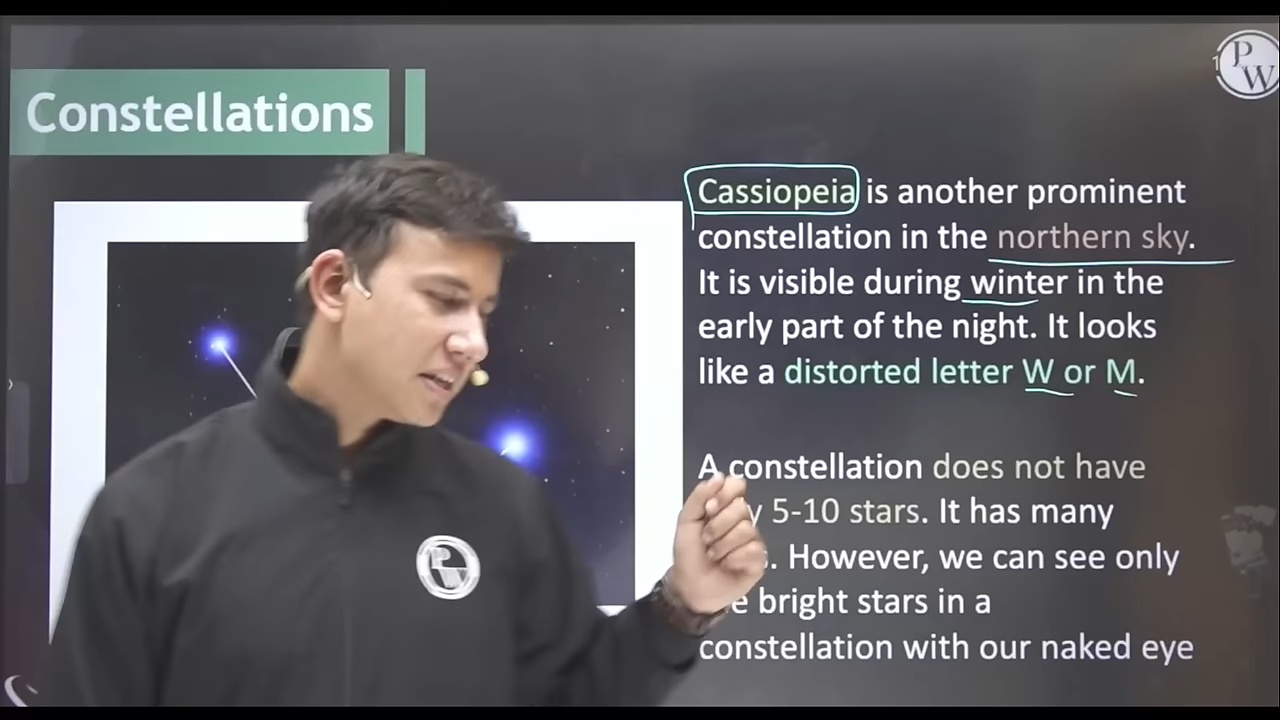 Constellations
PW
Cassiopeia is another prominent
constellation in the northern sky.
It is visible during winter in the
early part of the night. It looks
like a distorted letter W or M.
A constellation does not have
5-10 stars. It has many
However, we can see only
bright stars in a
constellation with our naked eye
PW